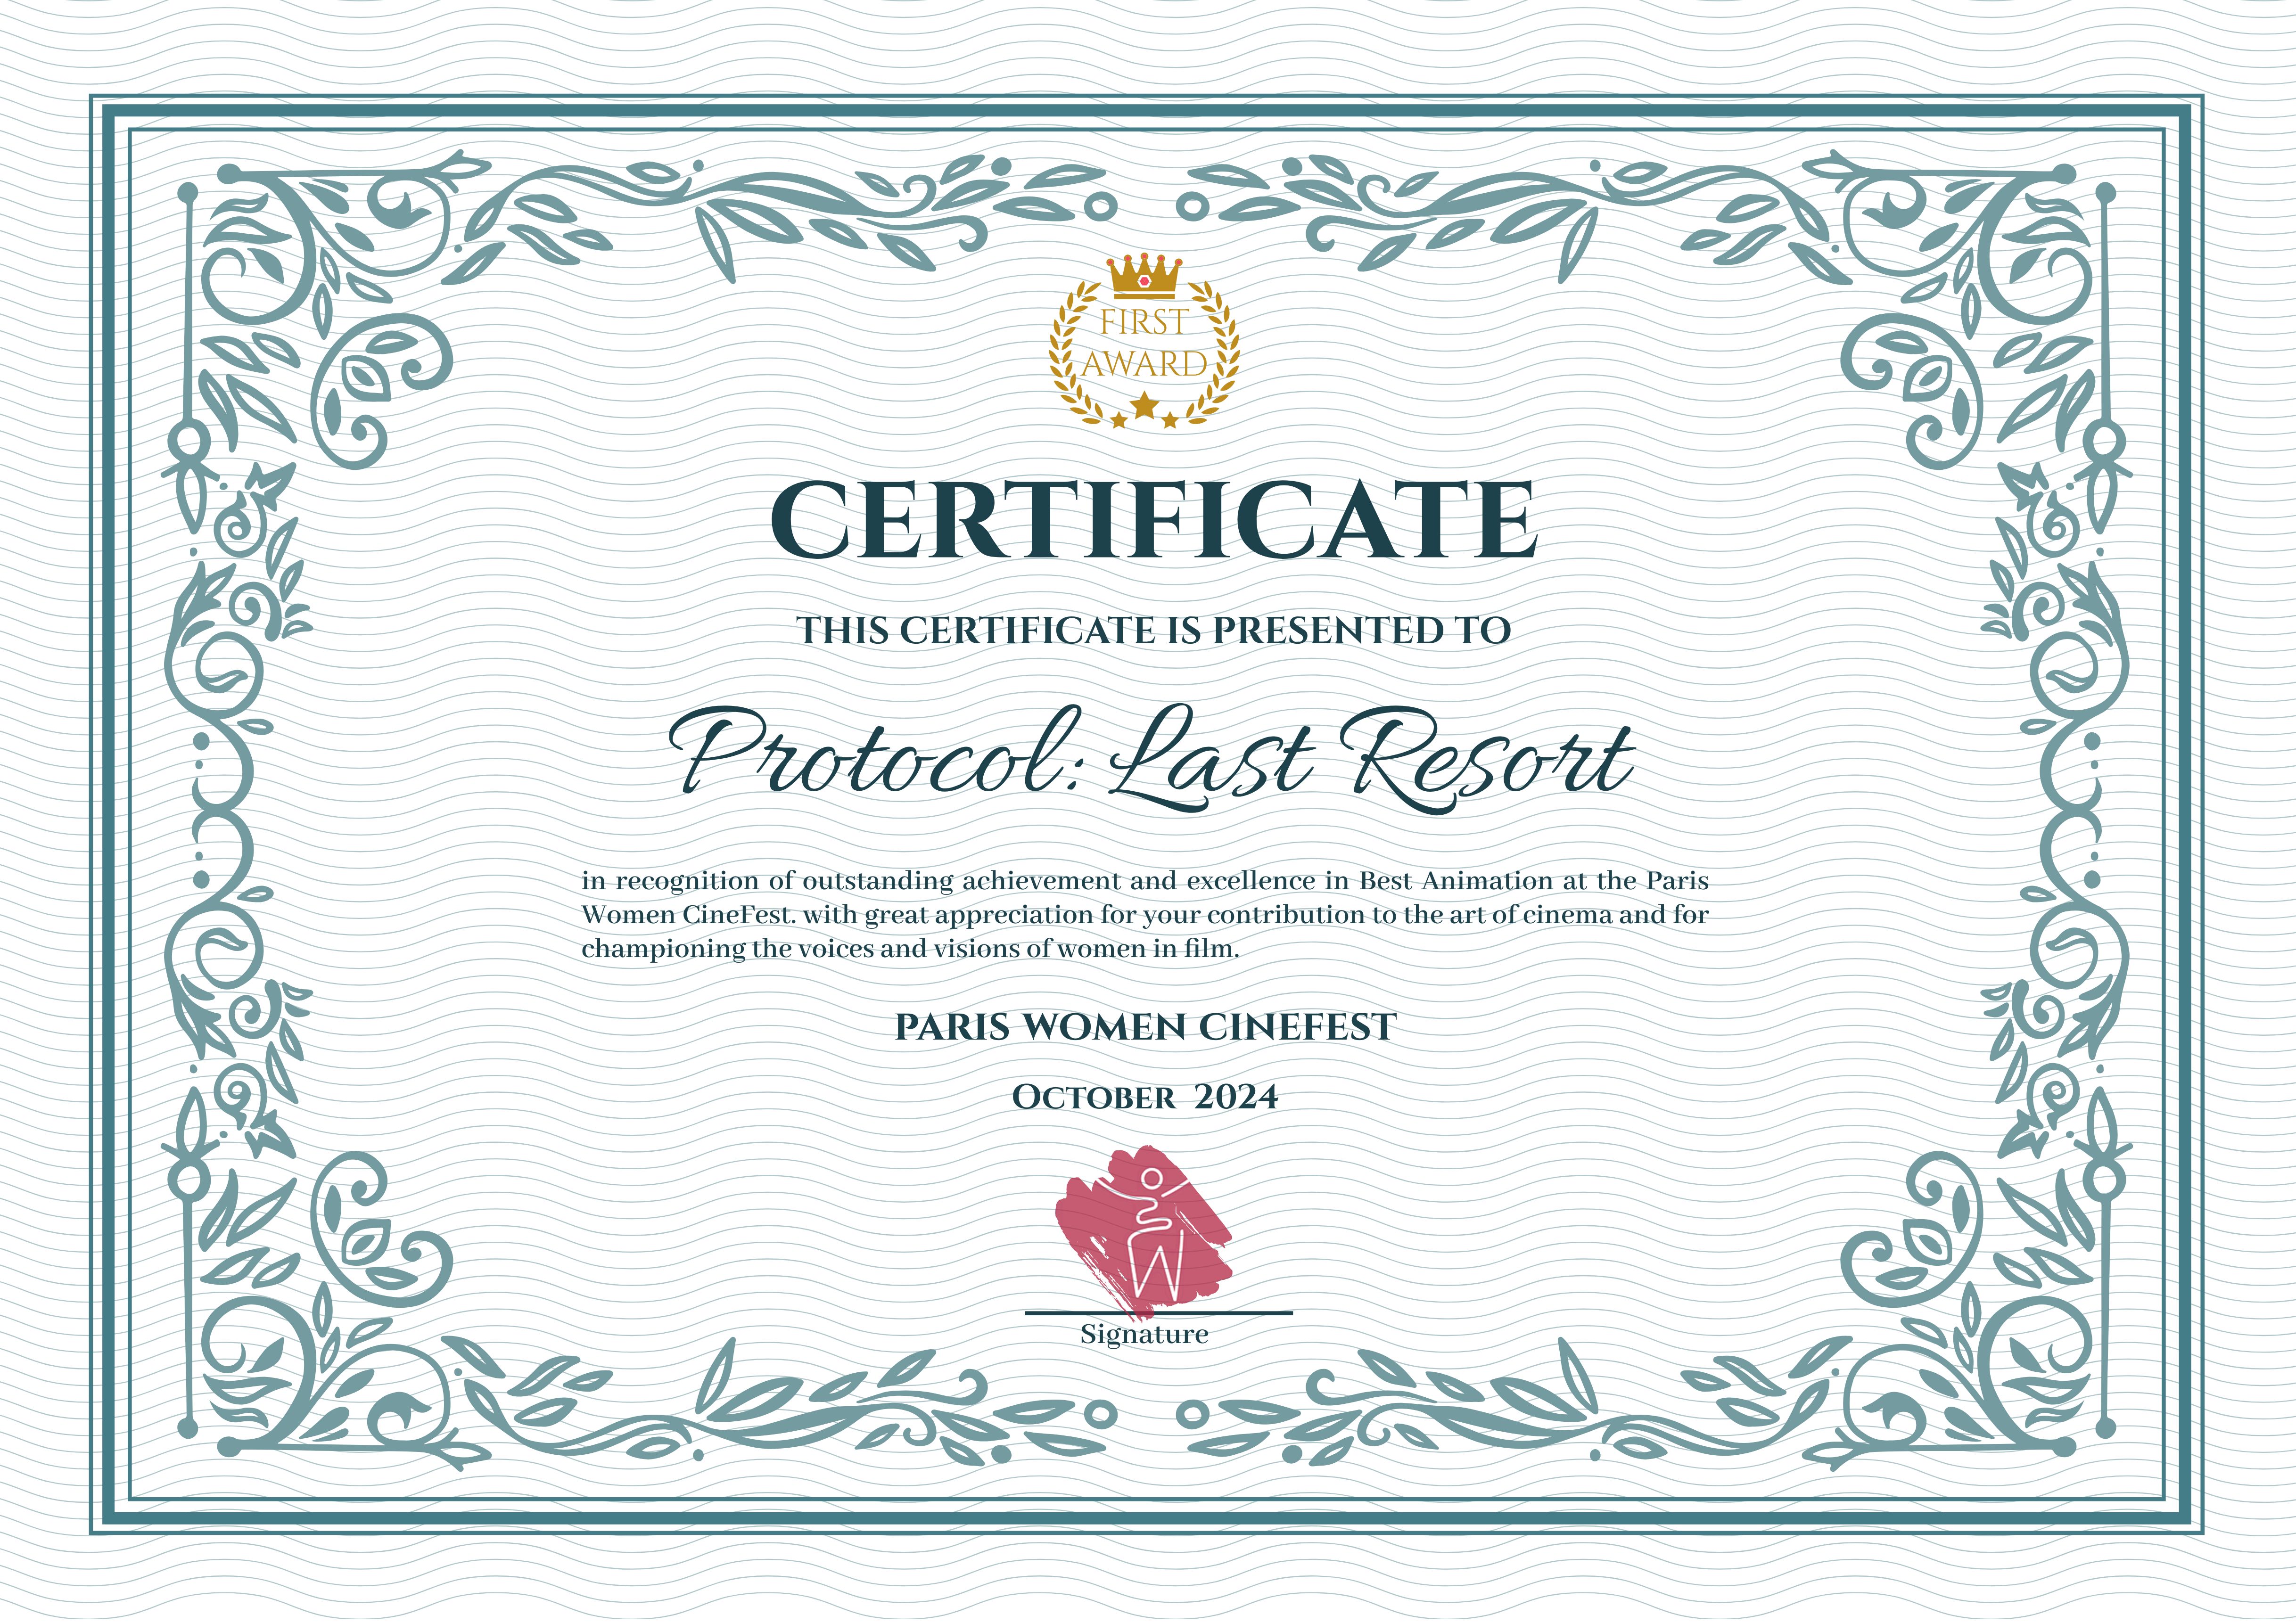 FIRST
AWARD
CERTIFICATE
THIS CERTIFICATE IS PRESENTED TO
Protocol: Last Resort
in recognition of outstanding achievement and excellence in Best Animation at the Paris
Women CineFest. with great appreciation for your contribution to the art of cinema and for
championing the voices and visions of women in film.
PARIS WOMEN CINEFEST
October 2024
Signature